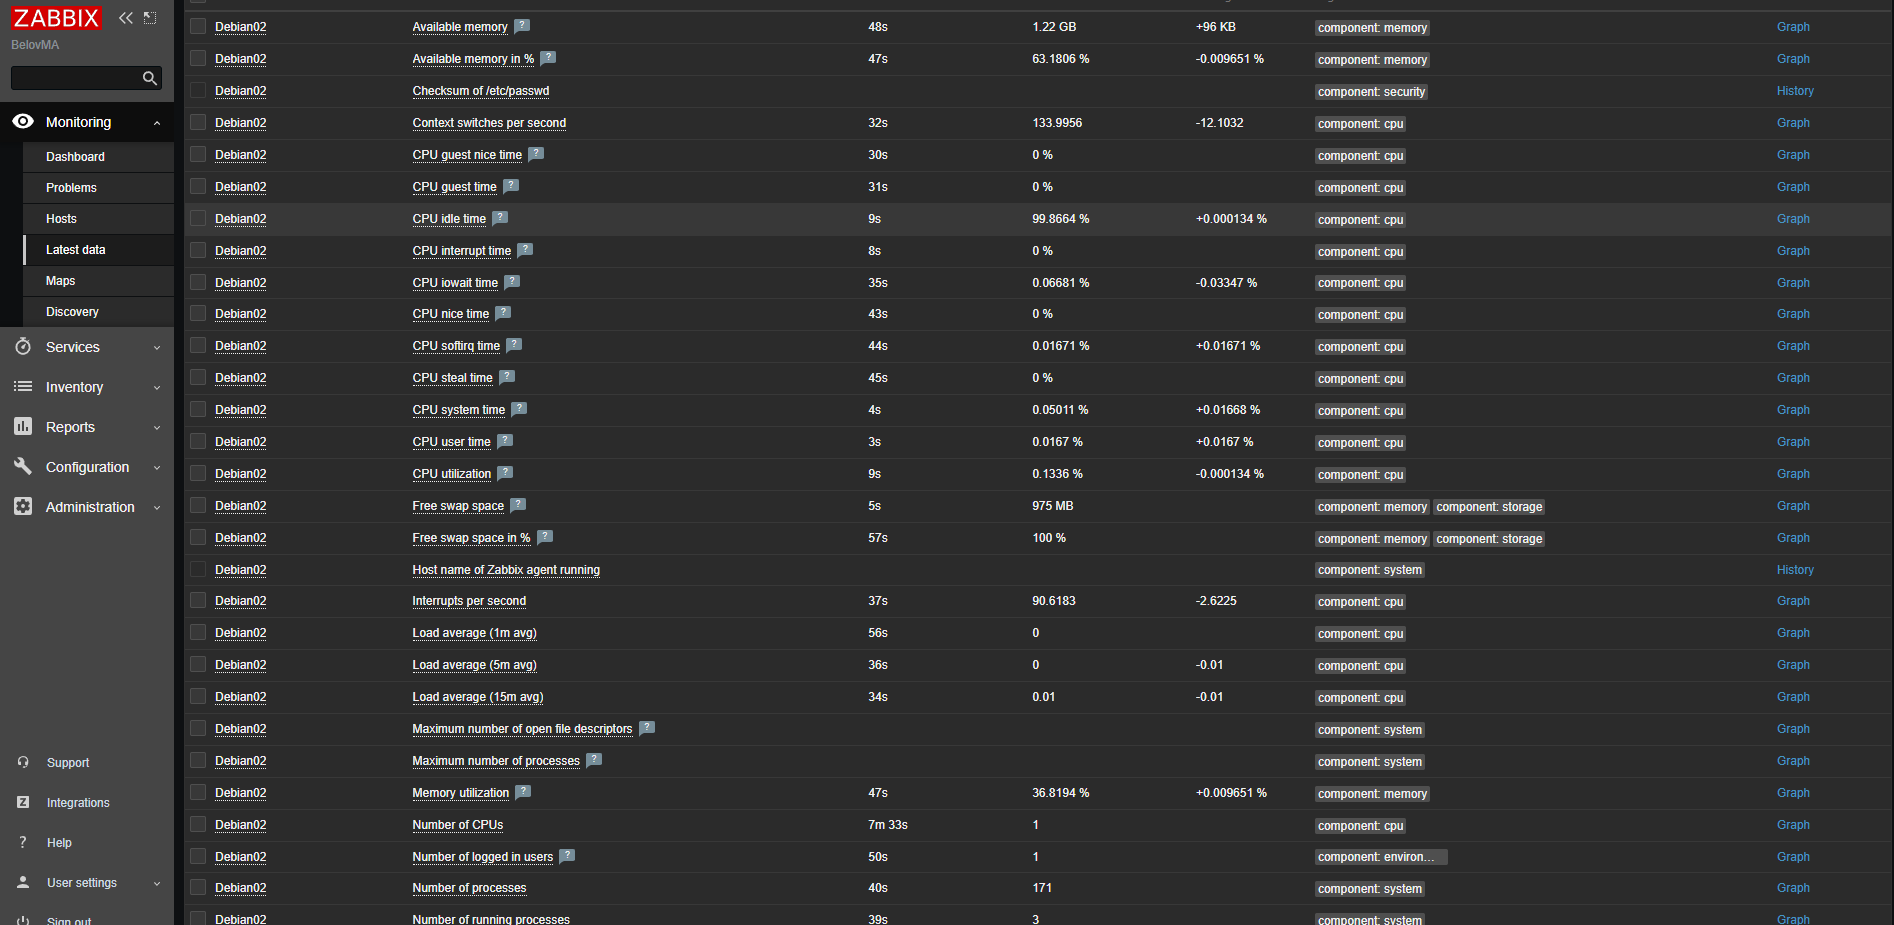 ZABBIX
BelovMA
Monitoring
Dashboard
Problems
Hosts
Latest data
Maps
Discovery
Services
Inventory
Reports
Configuration
Administration
Support
Integrations
Help
User settings
Sign out
Debian02 Available memory ? 48s 1.22 GB +96 KB component: memory Graph
Debian02 Available memory in % ? 47s 63.1806 % -0.009651 % component: memory Graph
Debian02 Checksum of /etc/passwd component: security History
Debian02 Context switches per second 32s 133.9956 -12.1032 component: cpu Graph
Debian02 CPU guest nice time ? 30s 0 % component: cpu Graph
Debian02 CPU guest time ? 31s 0 % component: cpu Graph
Debian02 CPU idle time ? 9s 99.8664 % +0.000134 % component: cpu Graph
Debian02 CPU interrupt time ? 8s 0 % component: cpu Graph
Debian02 CPU iowait time ? 35s 0.06681 % -0.03347 % component: cpu Graph
Debian02 CPU nice time ? 43s 0 % component: cpu Graph
Debian02 CPU softirq time ? 44s 0.01671 % +0.01671 % component: cpu Graph
Debian02 CPU steal time ? 45s 0 % component: cpu Graph
Debian02 CPU system time ? 4s 0.05011 % +0.01668 % component: cpu Graph
Debian02 CPU user time ? 3s 0.0167 % +0.0167 % component: cpu Graph
Debian02 CPU utilization ? 9s 0.1336 % -0.000134 % component: cpu Graph
Debian02 Free swap space ? 5s 975 MB component: memory component: storage Graph
Debian02 Free swap space in % ? 57s 100 % component: memory component: storage Graph
Debian02 Host name of Zabbix agent running component: system History
Debian02 Interrupts per second 37s 90.6183 -2.6225 component: cpu Graph
Debian02 Load average (1m avg) 56s 0 component: cpu Graph
Debian02 Load average (5m avg) 36s 0 -0.01 component: cpu Graph
Debian02 Load average (15m avg) 34s 0.01 -0.01 component: cpu Graph
Debian02 Maximum number of open file descriptors ? component: system Graph
Debian02 Maximum number of processes ? component: system Graph
Debian02 Memory utilization ? 47s 36.8194 % +0.009651 % component: memory Graph
Debian02 Number of CPUs 7m 33s 1 component: cpu Graph
Debian02 Number of logged in users ? 50s 1 component: environ... Graph
Debian02 Number of processes 40s 171 component: system Graph
Debian02 Number of running processes 39s 3 component: system Graph